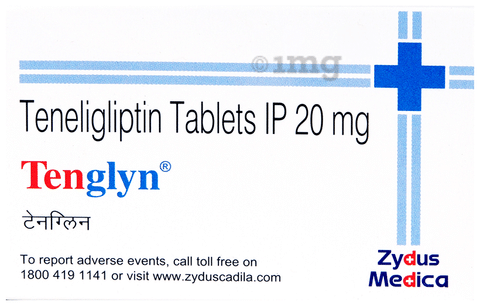 ©1mg
Teneligliptin Tablets IP 20 mg
Tenglyn®
टेनग्लिन
To report adverse events, call toll free on
1800 419 1141 or visit www.zyduscadila.com
Zydus
Medica